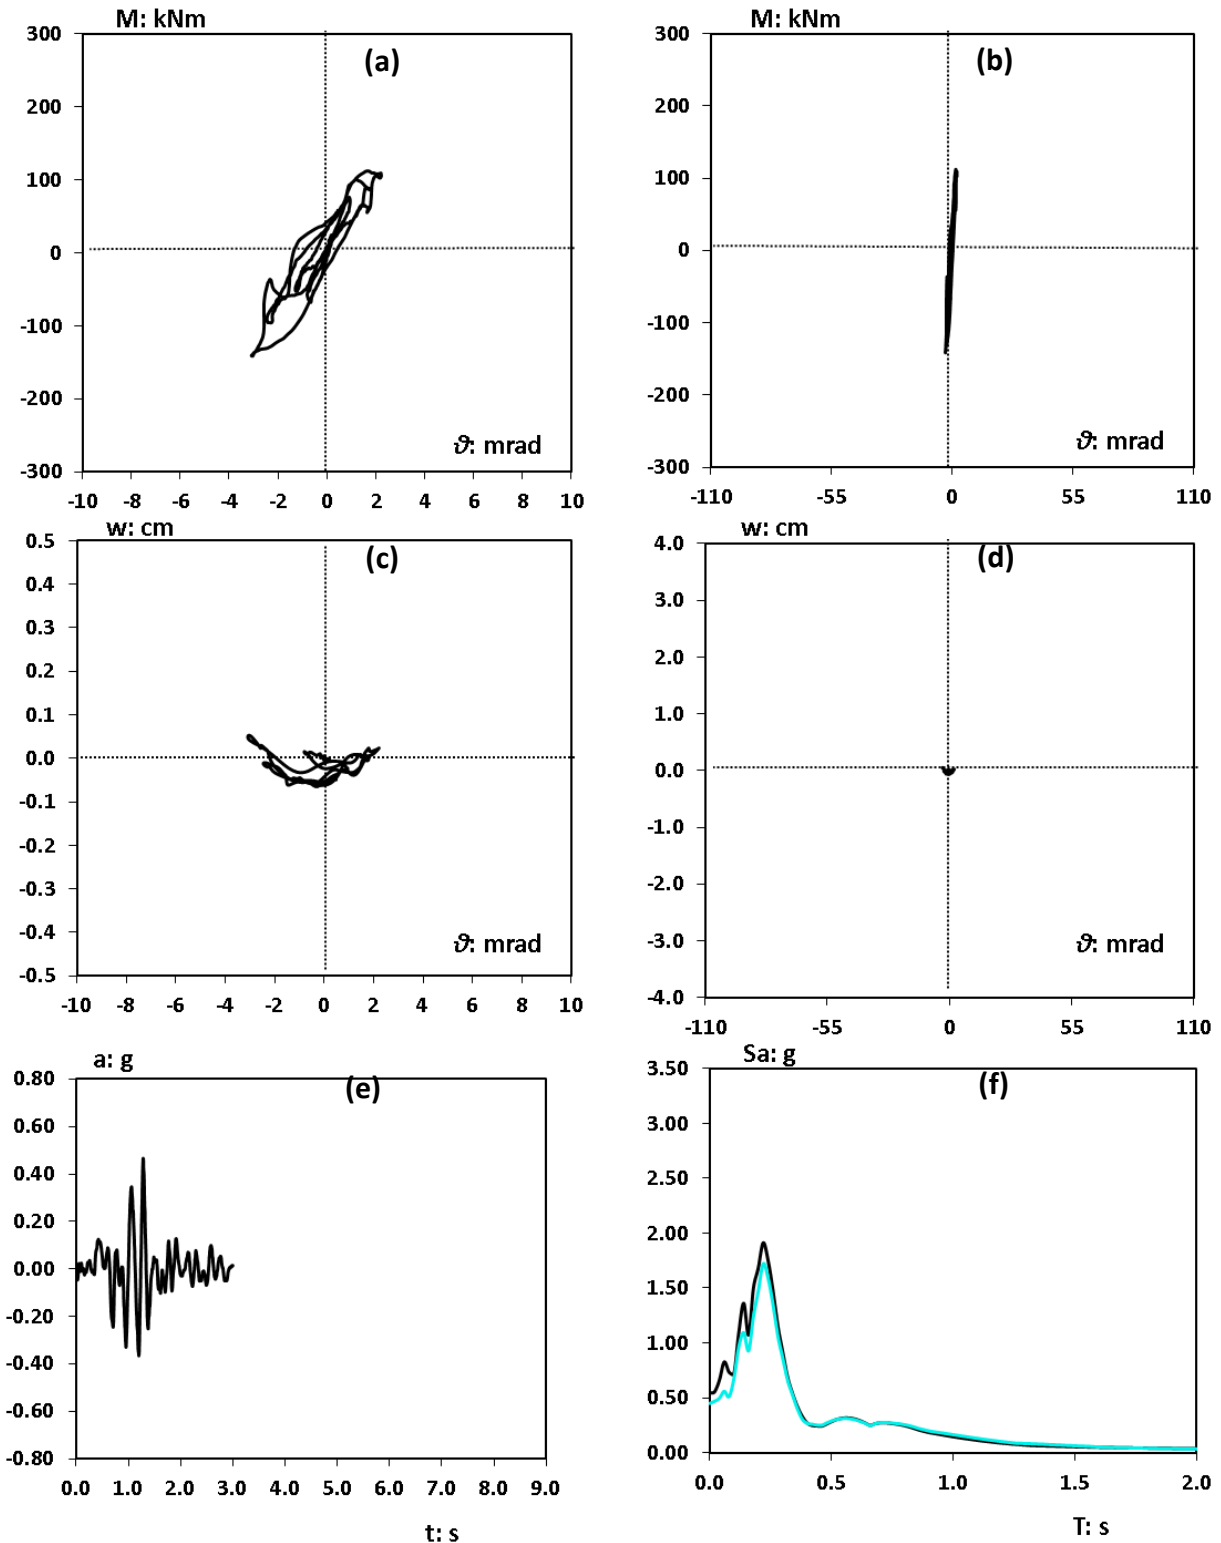 M: kNm
(a)
300
200
100
0
-100
-200
-300
ϑ: mrad
-10 -8 -6 -4 -2 0 2 4 6 8 10
M: kNm
(b)
300
200
100
0
-100
-200
-300
ϑ: mrad
-110 -55 0 55 110
w: cm
(c)
0.5
0.4
0.3
0.2
0.1
0.0
-0.1
-0.2
-0.3
-0.4
-0.5
ϑ: mrad
-10 -8 -6 -4 -2 0 2 4 6 8 10
w: cm
(d)
4.0
3.0
2.0
1.0
0.0
-1.0
-2.0
-3.0
-4.0
ϑ: mrad
-110 -55 0 55 110
a: g
(e)
0.80
0.60
0.40
0.20
0.00
-0.20
-0.40
-0.60
-0.80
0.0 1.0 2.0 3.0 4.0 5.0 6.0 7.0 8.0 9.0
t: s
Sa: g
(f)
3.50
3.00
2.50
2.00
1.50
1.00
0.50
0.00
0.0 0.5 1.0 1.5 2.0
T: s